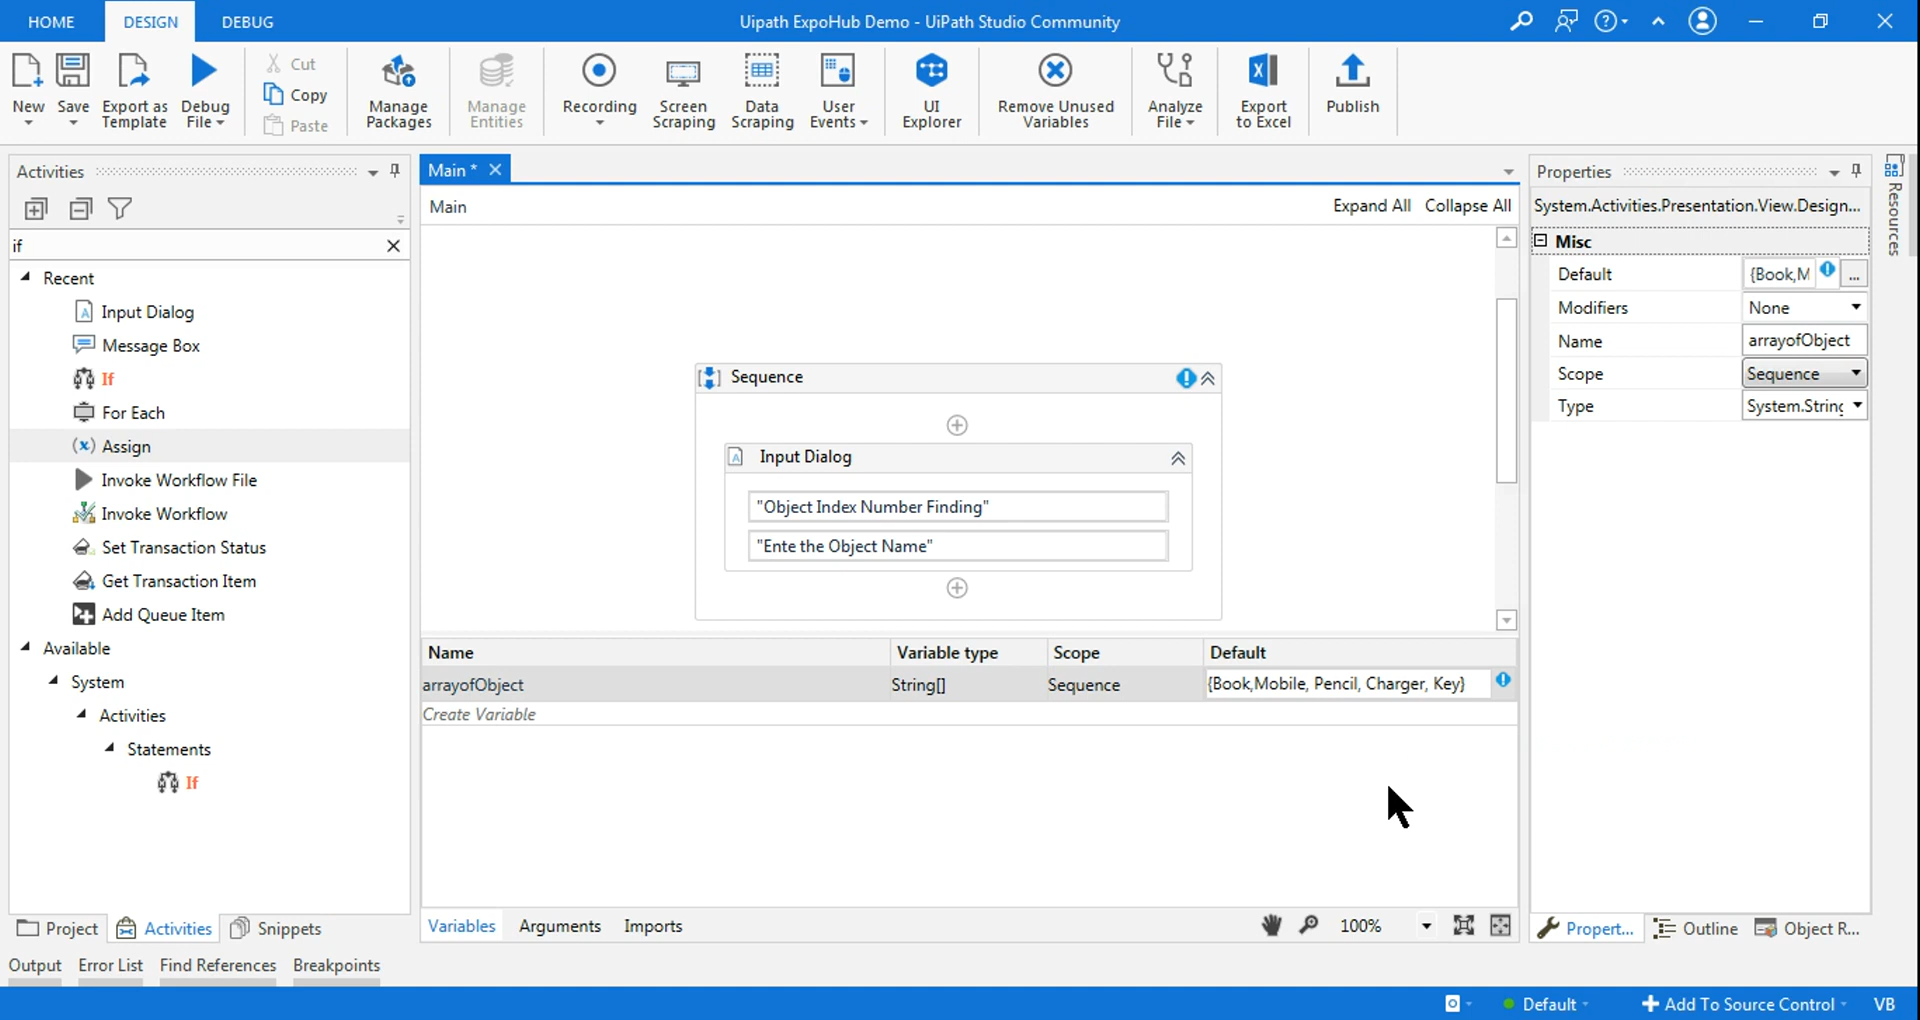 HOME DESIGN DEBUG Uipath ExpoHub Demo - UiPath Studio Community
New Save Export as Template Debug File Cut Copy Paste Manage Packages Manage Entities Recording Screen Scraping Data Scraping User Events UI Explorer Remove Unused Variables Analyze File Export to Excel Publish
Activities
if
Recent
Input Dialog
Message Box
If
For Each
Assign
Invoke Workflow File
Invoke Workflow
Set Transaction Status
Get Transaction Item
Add Queue Item
Available
System
Activities
Statements
If
Project Activities Snippets
Main *
Main Expand All Collapse All
Sequence
Input Dialog
"Object Index Number Finding"
"Ente the Object Name"
Name Variable type Scope Default
arrayofObject String[] Sequence {Book,Mobile, Pencil, Charger, Key}
Create Variable
Variables Arguments Imports 100%
Properties
System.Activities.Presentation.View.Design...
Misc
Default {Book,M ...
Modifiers None
Name arrayofObject
Scope Sequence
Type System.String
Propert... Outline Object R...
Resources
Output Error List Find References Breakpoints
Default Add To Source Control VB